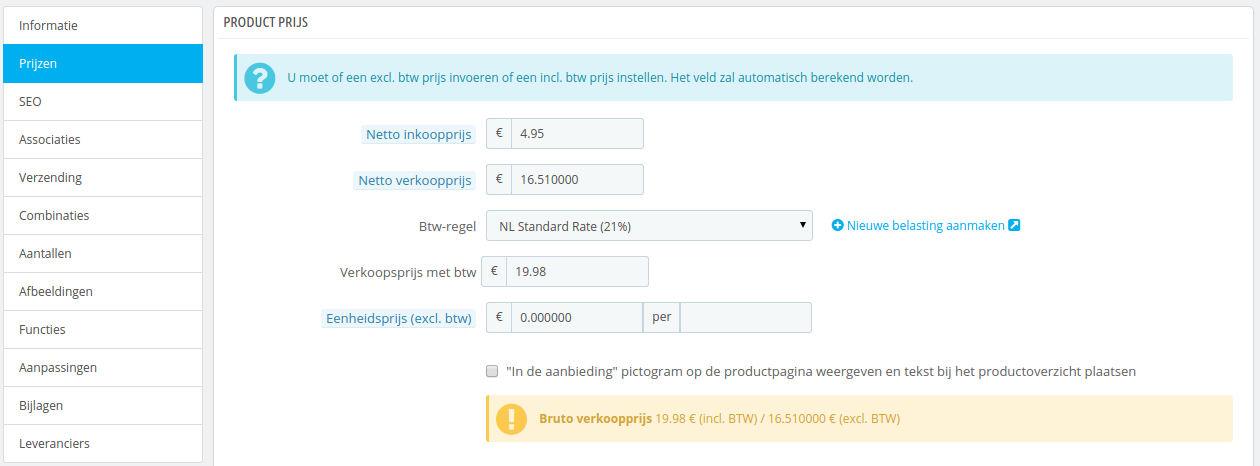 Informatie
Prijzen
SEO
Associaties
Verzending
Combinaties
Aantallen
Afbeeldingen
Functies
Aanpassingen
Bijlagen
Leveranciers
PRODUCT PRIJS
U moet of een excl. btw prijs invoeren of een incl. btw prijs instellen. Het veld zal automatisch berekend worden.
Netto inkoopprijs € 4.95
Netto verkoopprijs € 16.510000
Btw-regel NL Standard Rate (21%) Nieuwe belasting aanmaken
Verkoopsprijs met btw € 19.98
Eenheidsprijs (excl. btw) € 0.000000 per
"In de aanbieding" pictogram op de productpagina weergeven en tekst bij het productoverzicht plaatsen
Bruto verkoopprijs 19.98 € (incl. BTW) / 16.510000 € (excl. BTW)